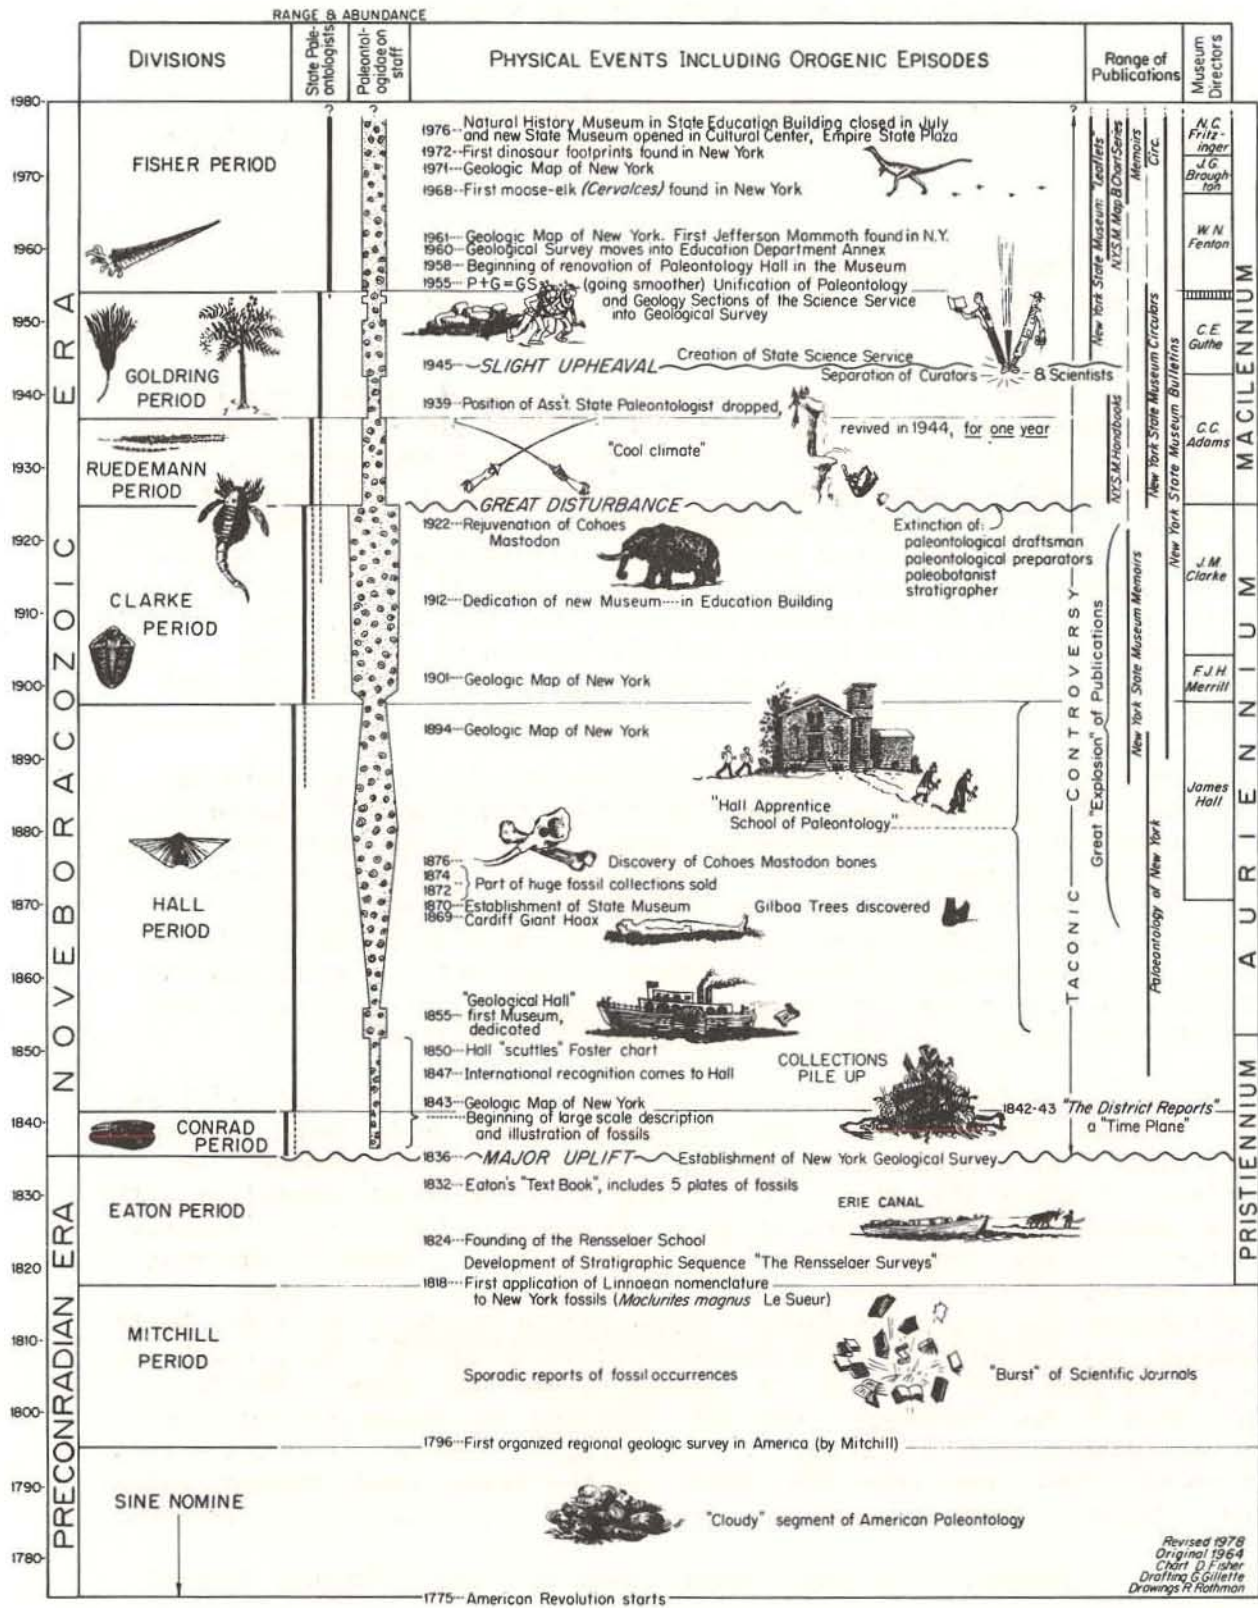 RANGE & ABUNDANCE
DIVISIONS
State Pale-
ontologists
Paleontol-
ogidae on
staff
PHYSICAL EVENTS INCLUDING OROGENIC EPISODES
Range of
Publications
Museum
Directors
1980
1970
1960
1950
1940
1930
1920
1910
1900
1890
1880
1870
1860
1850
1840
1830
1820
1810
1800
1790
1780
NOVEBORACOZOIC ERA
PRECONRADIAN ERA
FISHER PERIOD
GOLDRING
PERIOD
RUEDEMANN
PERIOD
CLARKE
PERIOD
HALL
PERIOD
CONRAD
PERIOD
EATON PERIOD
MITCHILL
PERIOD
SINE NOMINE
?
?
?
1976 Natural History Museum in State Education Building closed in July
and new State Museum opened in Cultural Center, Empire State Plaza
1972 First dinosaur footprints found in New York
1971 Geologic Map of New York
1968 First moose-elk (Cervalces) found in New York
1961 Geologic Map of New York. First Jefferson Mammoth found in N.Y.
1960 Geological Survey moves into Education Department Annex
1958 Beginning of renovation of Paleontology Hall in the Museum
1955 P+G=GS (going smoother) Unification of Paleontology
and Geology Sections of the Science Service
into Geological Survey
1945 SLIGHT UPHEAVAL Creation of State Science Service
Separation of Curators & Scientists
1939 Position of Ass't. State Paleontologist dropped,
revived in 1944, for one year
"Cool climate"
GREAT DISTURBANCE
1922 Rejuvenation of Cohoes
Mastodon
Extinction of:
paleontological draftsman
paleontological preparators
paleobotanist
stratigrapher
1912 Dedication of new Museum in Education Building
1901 Geologic Map of New York
1894 Geologic Map of New York
"Hall Apprentice
School of Paleontology"
1876 Discovery of Cohoes Mastodon bones
1874
1872 Part of huge fossil collections sold
1870 Establishment of State Museum
Gilboa Trees discovered
1869 Cardiff Giant Hoax
"Geological Hall"
1855 first Museum,
dedicated
1850 Hall "scuttles" Foster chart
COLLECTIONS
PILE UP
1847 International recognition comes to Hall
1843 Geologic Map of New York
Beginning of large scale description
and illustration of fossils
1842-43 "The District Reports"
a "Time Plane"
1836 MAJOR UPLIFT Establishment of New York Geological Survey
1832 Eaton's "Text Book", includes 5 plates of fossils
ERIE CANAL
1824 Founding of the Rensselaer School
Development of Stratigraphic Sequence "The Rensselaer Surveys"
1818 First application of Linnaean nomenclature
to New York fossils (Maclurites magnus Le Sueur)
Sporadic reports of fossil occurrences
"Burst" of Scientific Journals
1796 First organized regional geologic survey in America (by Mitchill)
"Cloudy" segment of American Paleontology
1775 American Revolution starts
TACONIC CONTROVERSY
Great "Explosion" of Publications
New York State Museum: "Leaflets"
N.Y.S.M. Map & Chart Series
Memoirs
Circ.
N.Y.S.M. Handbooks
New York State Museum Circulars
New York State Museum Bulletins
New York State Museum Memoirs
Palaeontology of New York
N.C.
Fritz-
inger
J.G.
Brough-
ton
W.N.
Fenton
C.E.
Guthe
C.C.
Adams
J.M.
Clarke
F.J.H.
Merrill
James
Hall
MACILENNIUM
AURIENNIUM
PRISTIENNIUM
Revised 1978
Original 1964
Chart D. Fisher
Drafting G. Gillette
Drawings R. Rothman